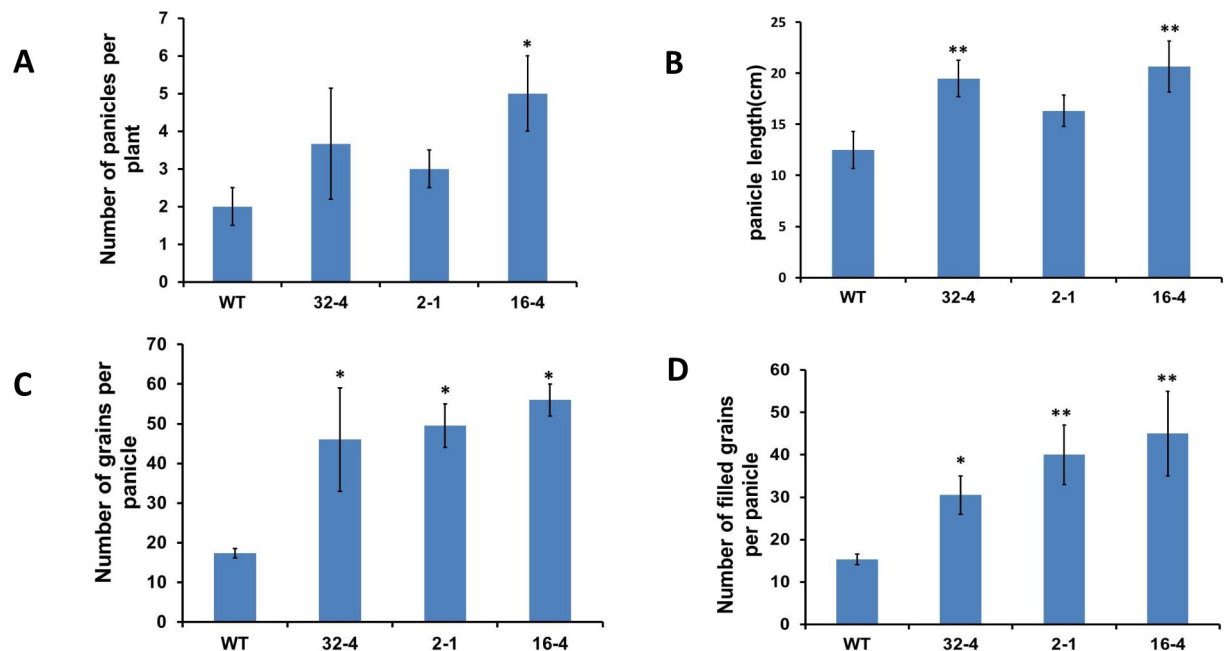 A
Number of panicles per
plant
7
6
5
4
3
2
1
0
*
WT 32-4 2-1 16-4
B
panicle length(cm)
25
20
15
10
5
0
** **
WT 32-4 2-1 16-4
C
Number of grains per
panicle
70
60
50
40
30
20
10
0
* * *
WT 32-4 2-1 16-4
D
Number of filled grains
per panicle
60
50
40
30
20
10
0
* ** **
WT 32-4 2-1 16-4